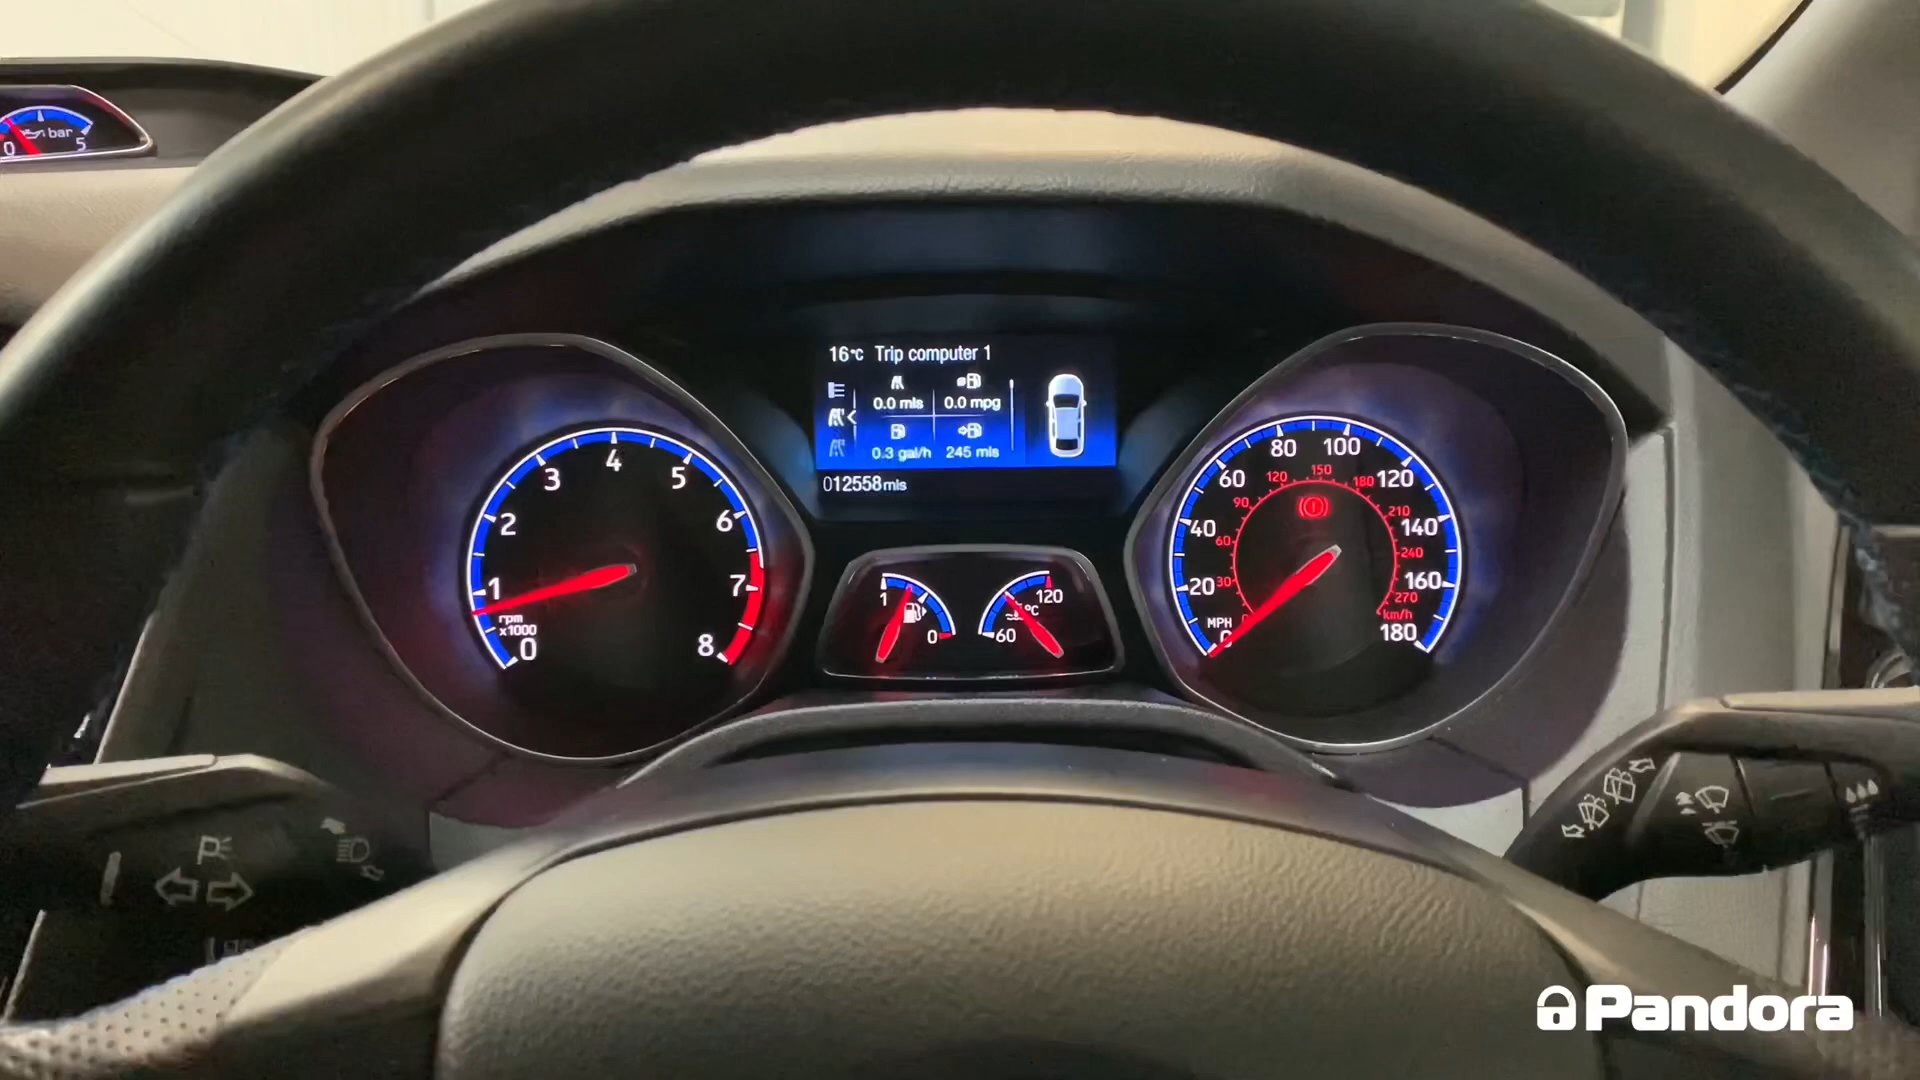 bar
0 5
16°C Trip computer 1
0.0 mls 0.0 mpg
0.3 gal/h 245 mls
012558mls
0 1 2 3 4 5 6 7 8
rpm
x1000
1 0
60 120
°C
0 20 40 60 80 100 120 140 160 180
MPH
30 60 90 120 150 180 210 240 270
km/h
Pandora